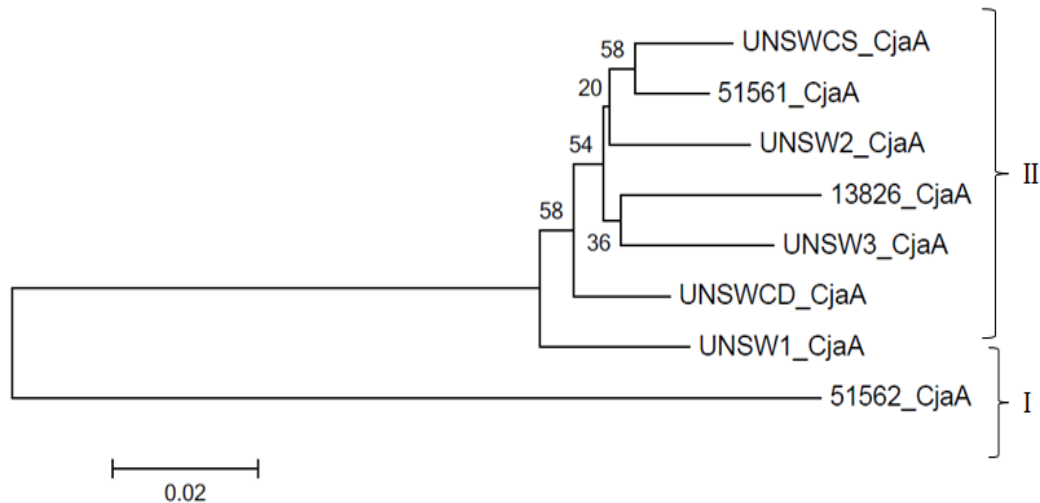 UNSWCS_CjaA
58
51561_CjaA
20
UNSW2_CjaA
54
13826_CjaA
II
58
36
UNSW3_CjaA
UNSWCD_CjaA
UNSW1_CjaA
51562_CjaA
I
0.02